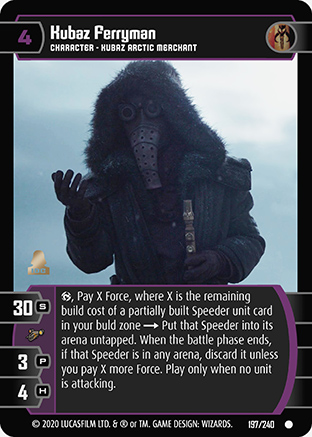 4
Kubaz Ferryman
CHARACTER - KUBAZ ARCTIC MERCHANT
30 S
3 P
4 H
, Pay X Force, where X is the remaining
build cost of a partially built Speeder unit card
in your buld zone → Put that Speeder into its
arena untapped. When the battle phase ends,
if that Speeder is in any arena, discard it unless
you pay X more Force. Play only when no unit
is attacking.
© 2020 LUCASFILM LTD. & ® OR TM. GAME DESIGN: WIZARDS. 197/240